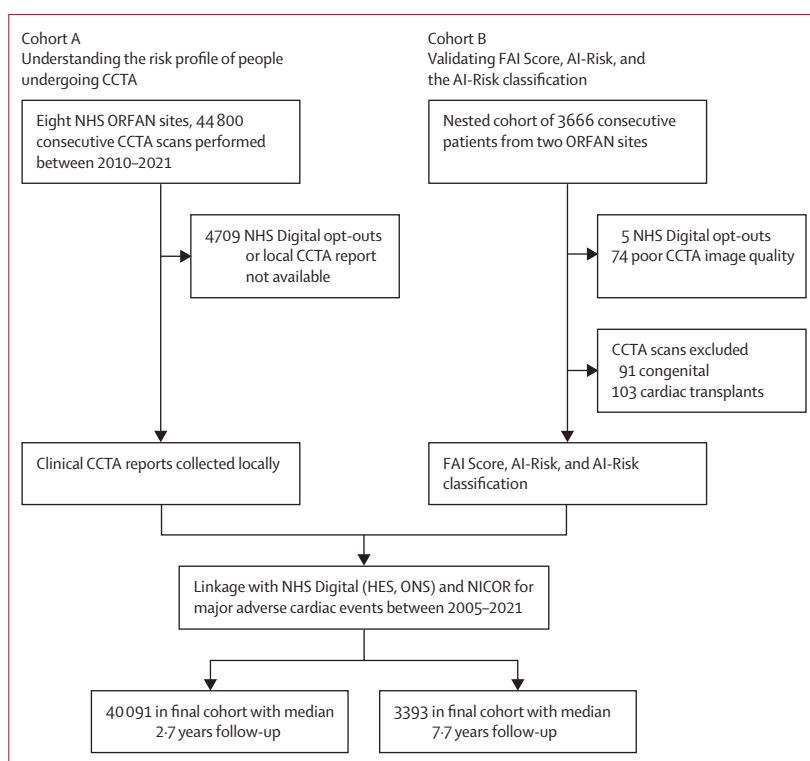 Cohort A
Understanding the risk profile of people
undergoing CCTA
Cohort B
Validating FAI Score, AI-Risk, and
the AI-Risk classification
Eight NHS ORFAN sites, 44 800
consecutive CCTA scans performed
between 2010–2021
Nested cohort of 3666 consecutive
patients from two ORFAN sites
4709 NHS Digital opt-outs
or local CCTA report
not available
5 NHS Digital opt-outs
74 poor CCTA image quality
CCTA scans excluded
91 congenital
103 cardiac transplants
Clinical CCTA reports collected locally
FAI Score, AI-Risk, and AI-Risk
classification
Linkage with NHS Digital (HES, ONS) and NICOR for
major adverse cardiac events between 2005–2021
40 091 in final cohort with median
2·7 years follow-up
3393 in final cohort with median
7·7 years follow-up